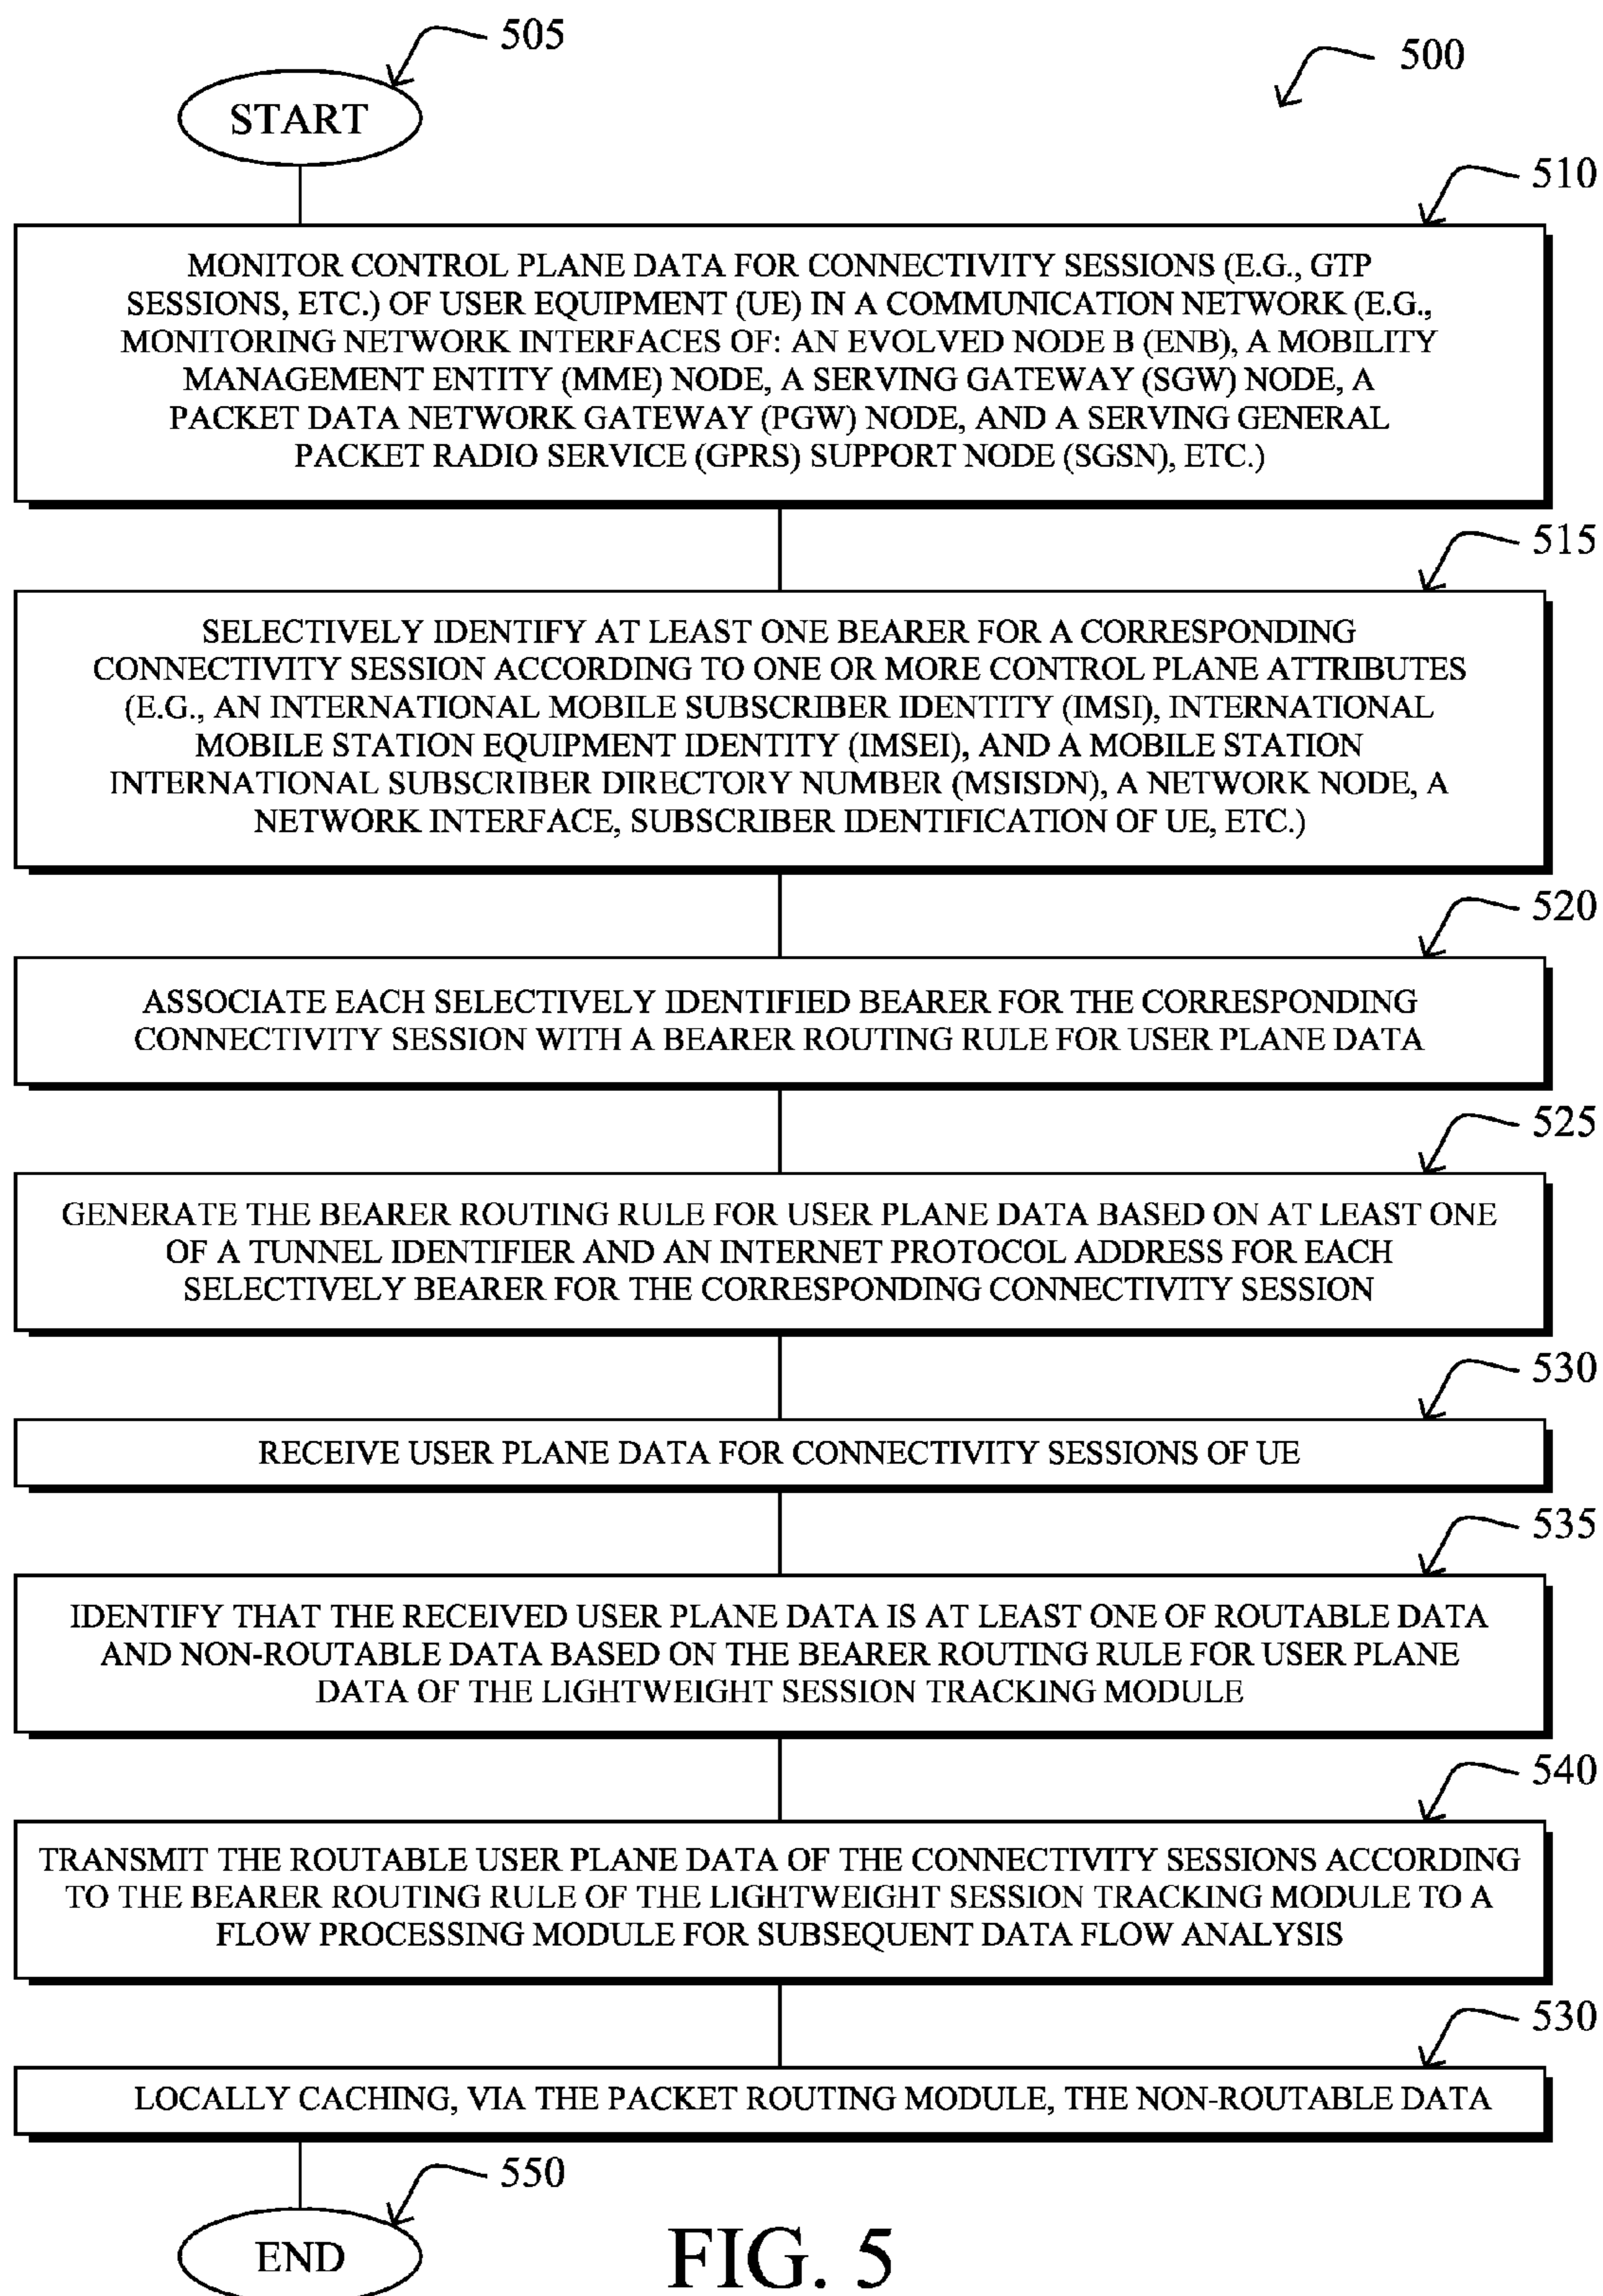 505
500
START
510
MONITOR CONTROL PLANE DATA FOR CONNECTIVITY SESSIONS (E.G., GTP
SESSIONS, ETC.) OF USER EQUIPMENT (UE) IN A COMMUNICATION NETWORK (E.G.,
MONITORING NETWORK INTERFACES OF: AN EVOLVED NODE B (ENB), A MOBILITY
MANAGEMENT ENTITY (MME) NODE, A SERVING GATEWAY (SGW) NODE, A
PACKET DATA NETWORK GATEWAY (PGW) NODE, AND A SERVING GENERAL
PACKET RADIO SERVICE (GPRS) SUPPORT NODE (SGSN), ETC.)
515
SELECTIVELY IDENTIFY AT LEAST ONE BEARER FOR A CORRESPONDING
CONNECTIVITY SESSION ACCORDING TO ONE OR MORE CONTROL PLANE ATTRIBUTES
(E.G., AN INTERNATIONAL MOBILE SUBSCRIBER IDENTITY (IMSI), INTERNATIONAL
MOBILE STATION EQUIPMENT IDENTITY (IMSEI), AND A MOBILE STATION
INTERNATIONAL SUBSCRIBER DIRECTORY NUMBER (MSISDN), A NETWORK NODE, A
NETWORK INTERFACE, SUBSCRIBER IDENTIFICATION OF UE, ETC.)
520
ASSOCIATE EACH SELECTIVELY IDENTIFIED BEARER FOR THE CORRESPONDING
CONNECTIVITY SESSION WITH A BEARER ROUTING RULE FOR USER PLANE DATA
525
GENERATE THE BEARER ROUTING RULE FOR USER PLANE DATA BASED ON AT LEAST ONE
OF A TUNNEL IDENTIFIER AND AN INTERNET PROTOCOL ADDRESS FOR EACH
SELECTIVELY BEARER FOR THE CORRESPONDING CONNECTIVITY SESSION
530
RECEIVE USER PLANE DATA FOR CONNECTIVITY SESSIONS OF UE
535
IDENTIFY THAT THE RECEIVED USER PLANE DATA IS AT LEAST ONE OF ROUTABLE DATA
AND NON-ROUTABLE DATA BASED ON THE BEARER ROUTING RULE FOR USER PLANE
DATA OF THE LIGHTWEIGHT SESSION TRACKING MODULE
540
TRANSMIT THE ROUTABLE USER PLANE DATA OF THE CONNECTIVITY SESSIONS ACCORDING
TO THE BEARER ROUTING RULE OF THE LIGHTWEIGHT SESSION TRACKING MODULE TO A
FLOW PROCESSING MODULE FOR SUBSEQUENT DATA FLOW ANALYSIS
530
LOCALLY CACHING, VIA THE PACKET ROUTING MODULE, THE NON-ROUTABLE DATA
550
END
FIG. 5